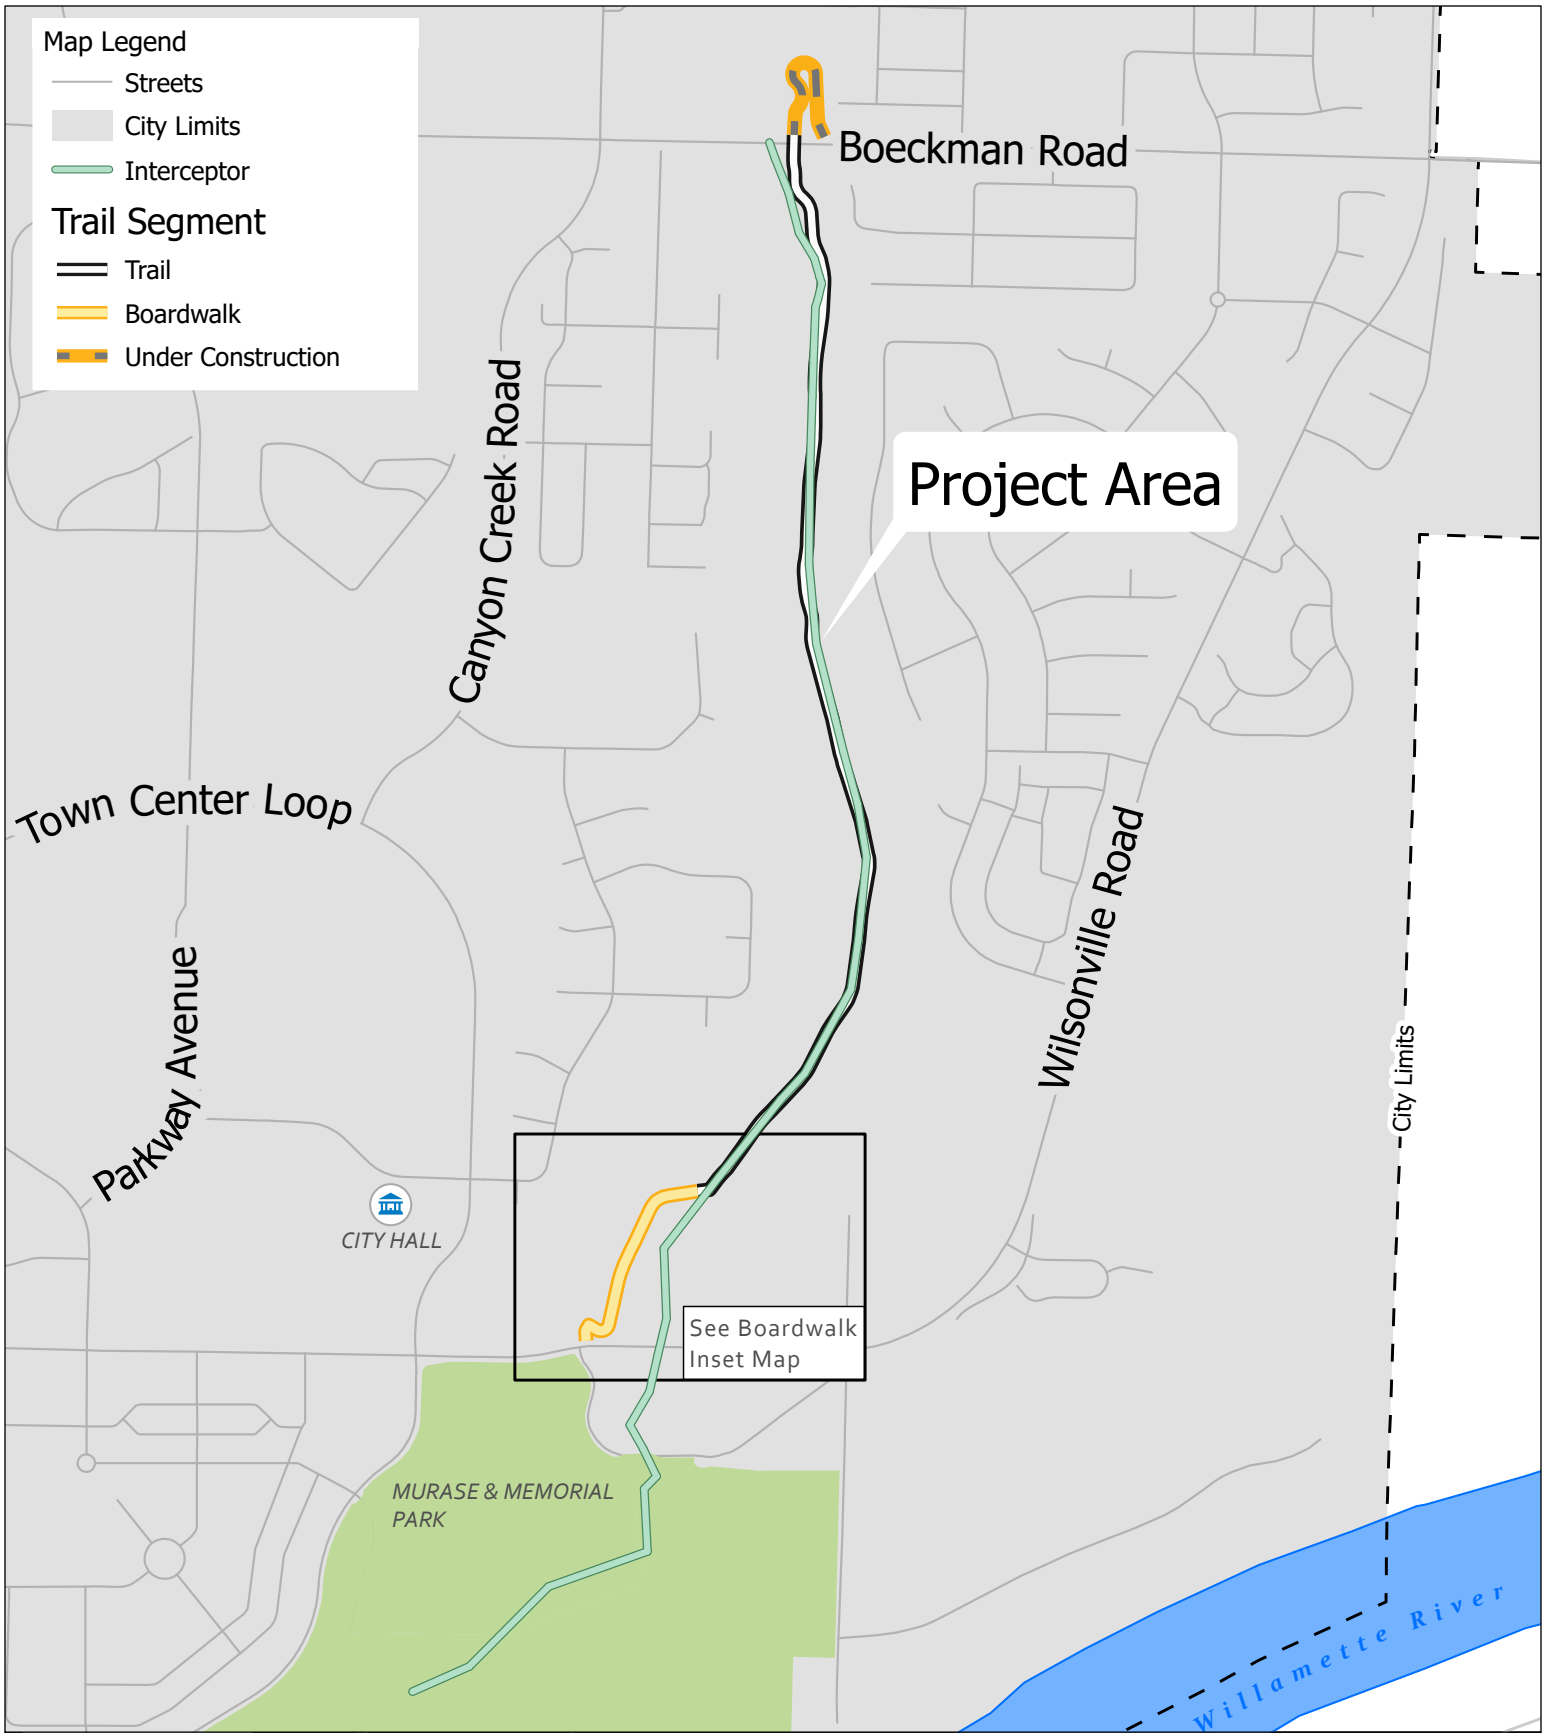 Map Legend
Streets
City Limits
Interceptor
Trail Segment
Trail
Boardwalk
Under Construction
Boeckman Road
Canyon Creek Road
Project Area
Town Center Loop
Wilsonville Road
Parkway Avenue
City Limits
CITY HALL
See Boardwalk
Inset Map
MURASE & MEMORIAL
PARK
Willamette River